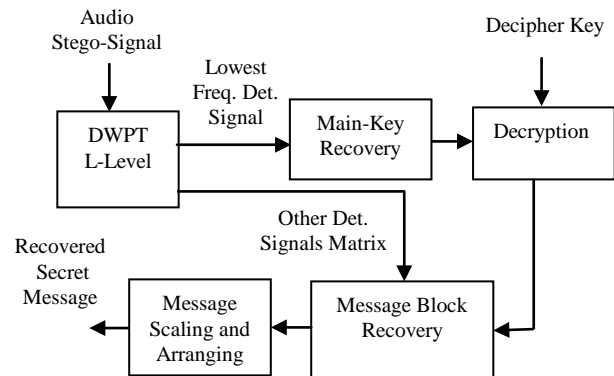 Audio
Stego-Signal
Decipher Key
Lowest
Freq. Det.
Signal
DWPT
L-Level
Main-Key
Recovery
Decryption
Other Det.
Signals Matrix
Recovered
Secret
Message
Message
Scaling and
Arranging
Message Block
Recovery